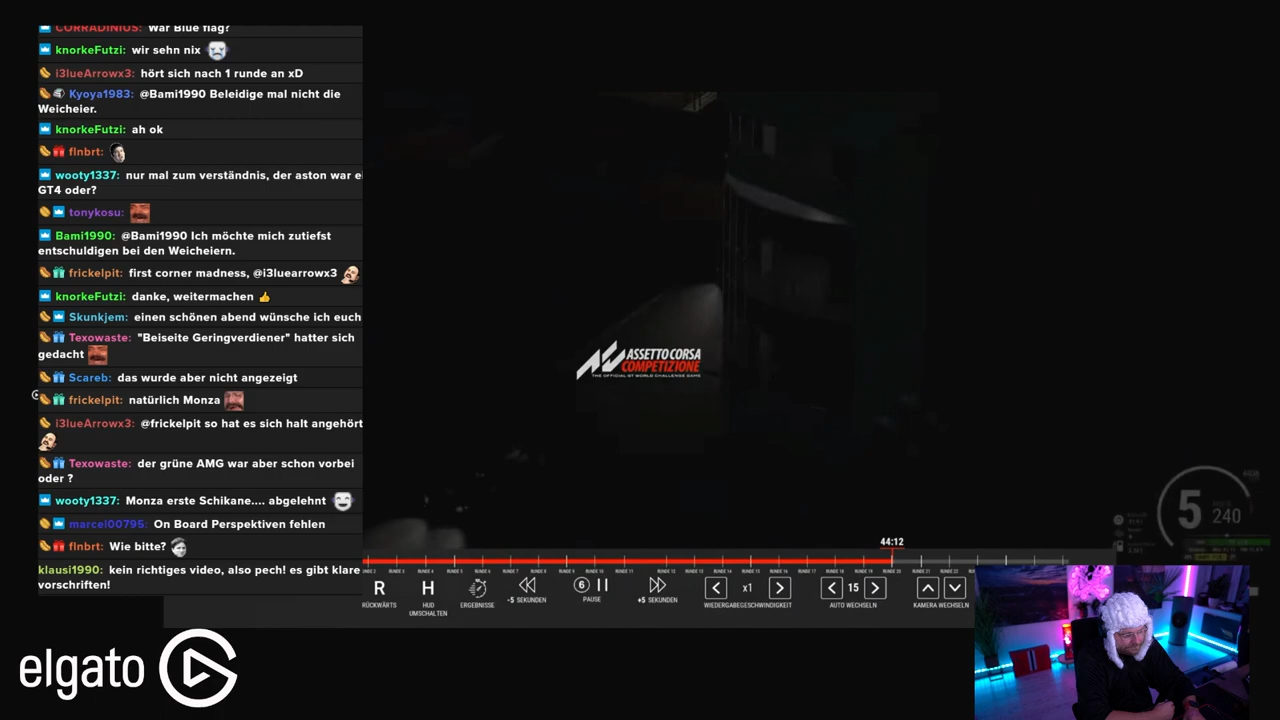 CORRADINIUS: War Blue flag?
knorkeFutzi: wir sehn nix
i3lueArrowx3: hört sich nach 1 runde an xD
Kyoya1983: @Bami1990 Beleidige mal nicht die
Weicheier.
knorkeFutzi: ah ok
flnbrt:
wooty1337: nur mal zum verständnis, der aston war ei
GT4 oder?
tonykosu:
Bami1990: @Bami1990 Ich möchte mich zutiefst
entschuldigen bei den Weicheiern.
frickelpit: first corner madness, @i3luearrowx3
knorkeFutzi: danke, weitermachen
Skunkjem: einen schönen abend wünsche ich euch
Texowaste: "Beiseite Geringverdiener" hatter sich
gedacht
Scareb: das wurde aber nicht angezeigt
frickelpit: natürlich Monza
i3lueArrowx3: @frickelpit so hat es sich halt angehört
Texowaste: der grüne AMG war aber schon vorbei
oder ?
wooty1337: Monza erste Schikane.... abgelehnt
marcel00795: On Board Perspektiven fehlen
flnbrt: Wie bitte?
klausi1990: kein richtiges video, also pech! es gibt klare
vorschriften!
ASSETTO CORSA
COMPETIZIONE
THE OFFICIAL GT WORLD CHALLENGE GAME
5 240
44:12
R H 6 x1 15
RÜCKWÄRTS
HUD
UMSCHALTEN
ERGEBNISSE
-5 SEKUNDEN
PAUSE
+5 SEKUNDEN
WIEDERGABEGESCHWINDIGKEIT
AUTO WECHSELN
KAMERA WECHSELN
elgato